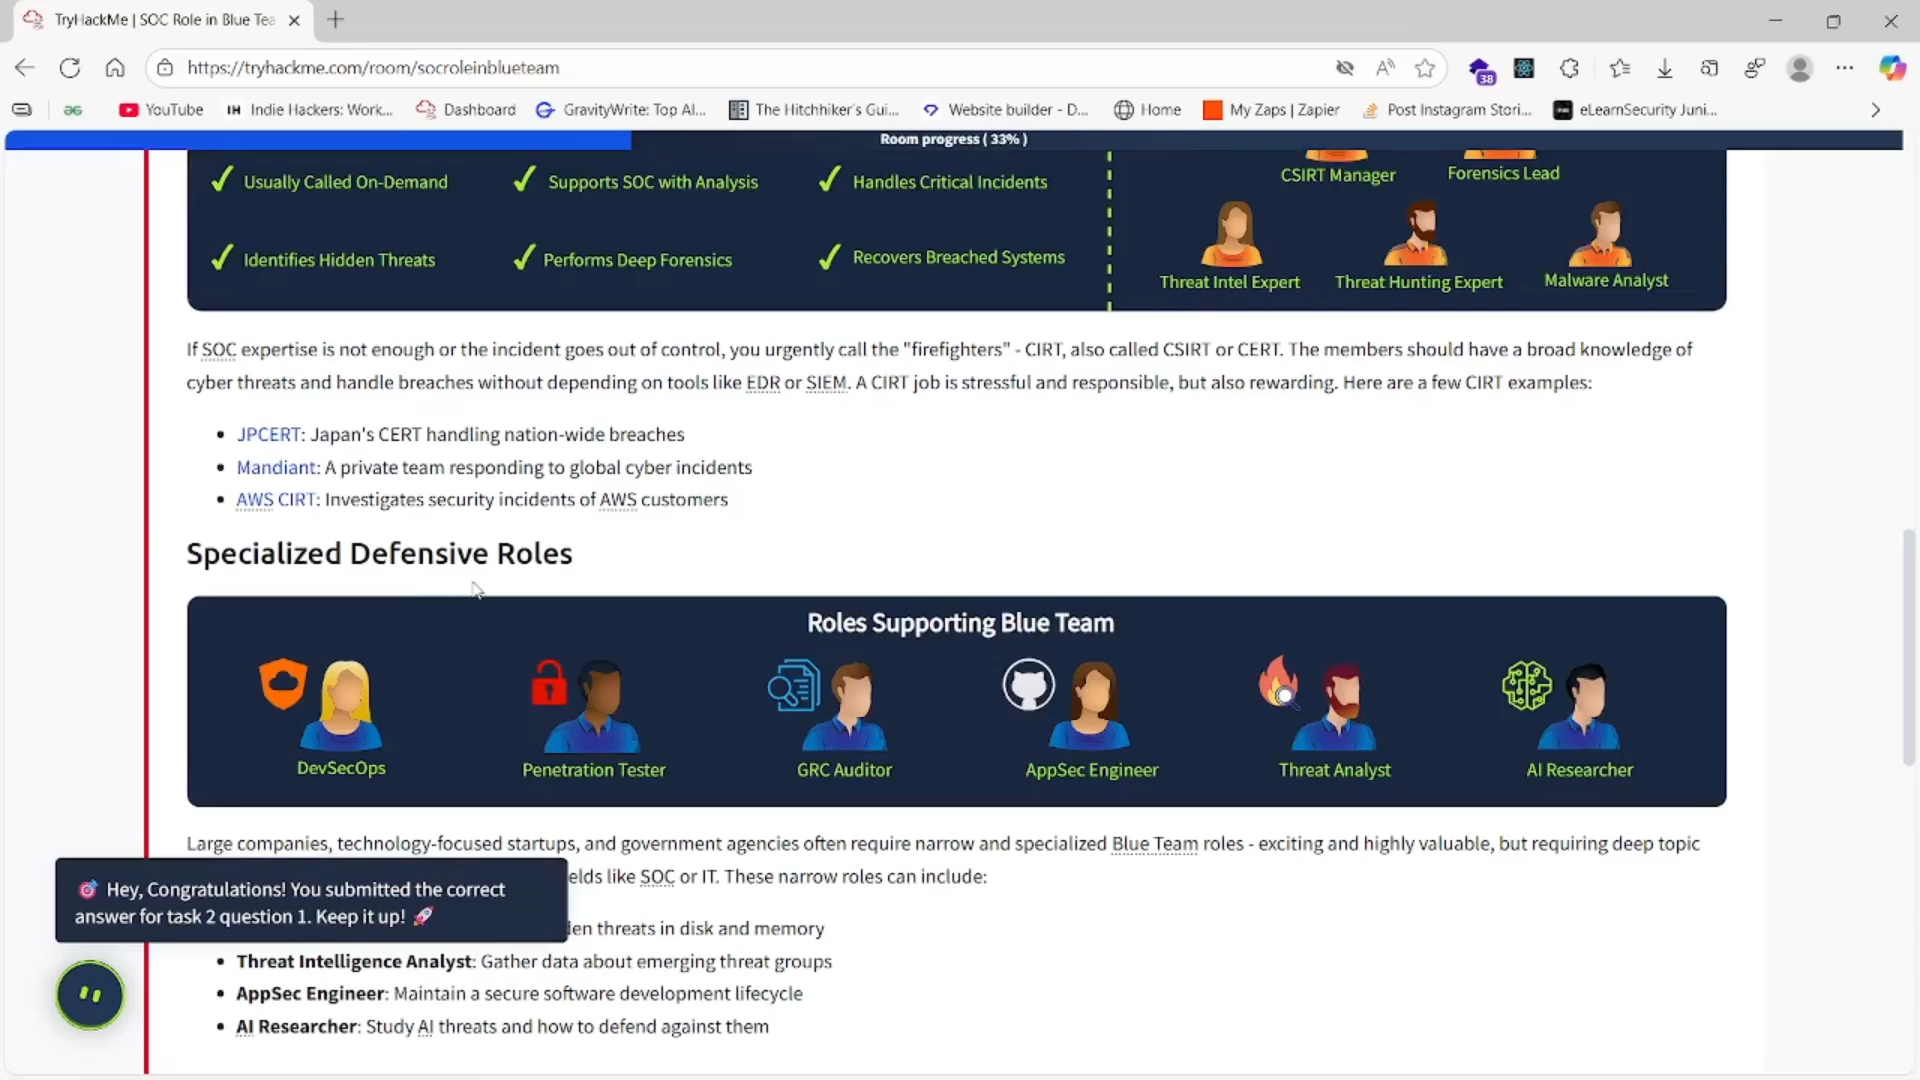 TryHackMe | SOC Role in Blue Tea
https://tryhackme.com/room/socroleinblueteam
38
YouTube
Indie Hackers: Work...
Dashboard
GravityWrite: Top AI...
The Hitchhiker's Gui...
Website builder - D...
Home
My Zaps | Zapier
Post Instagram Stori...
eLearnSecurity Juni...
Room progress ( 33% )
Usually Called On-Demand
Supports SOC with Analysis
Handles Critical Incidents
CSIRT Manager
Forensics Lead
Identifies Hidden Threats
Performs Deep Forensics
Recovers Breached Systems
Threat Intel Expert
Threat Hunting Expert
Malware Analyst
If SOC expertise is not enough or the incident goes out of control, you urgently call the "firefighters" - CIRT, also called CSIRT or CERT. The members should have a broad knowledge of
cyber threats and handle breaches without depending on tools like EDR or SIEM. A CIRT job is stressful and responsible, but also rewarding. Here are a few CIRT examples:
• JPCERT: Japan's CERT handling nation-wide breaches
• Mandiant: A private team responding to global cyber incidents
• AWS CIRT: Investigates security incidents of AWS customers
Specialized Defensive Roles
Roles Supporting Blue Team
DevSecOps
Penetration Tester
GRC Auditor
AppSec Engineer
Threat Analyst
AI Researcher
Large companies, technology-focused startups, and government agencies often require narrow and specialized Blue Team roles - exciting and highly valuable, but requiring deep topic
elds like SOC or IT. These narrow roles can include:
Hey, Congratulations! You submitted the correct
answer for task 2 question 1. Keep it up!
den threats in disk and memory
• Threat Intelligence Analyst: Gather data about emerging threat groups
• AppSec Engineer: Maintain a secure software development lifecycle
• AI Researcher: Study AI threats and how to defend against them